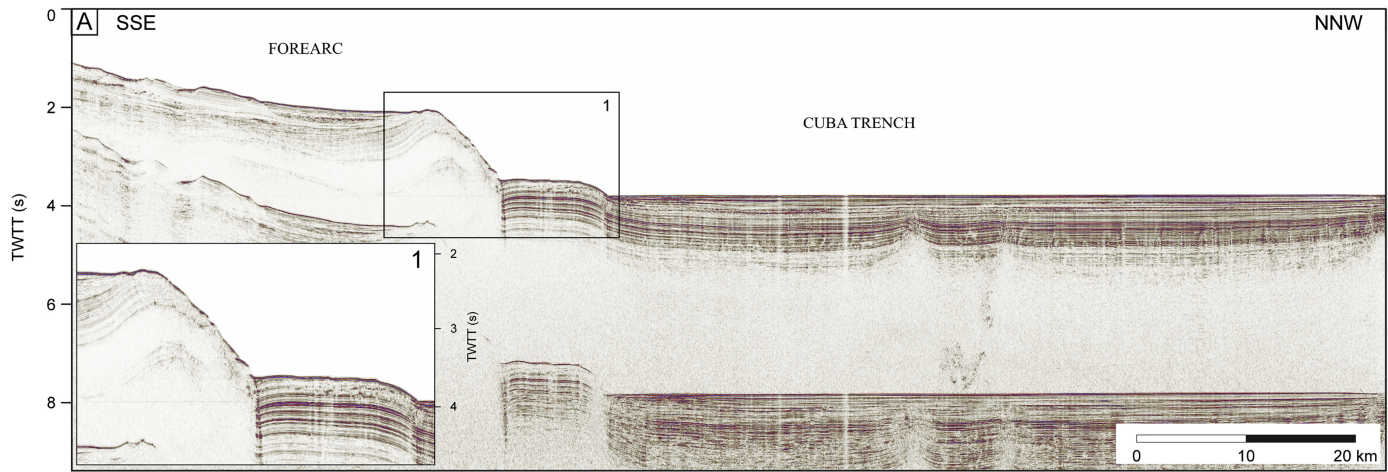 0
A SSE
NNW
FOREARC
1
2
CUBA TRENCH
TWTT (s)
4
1
2
6
3
TWTT (s)
4
8
0 10 20 km